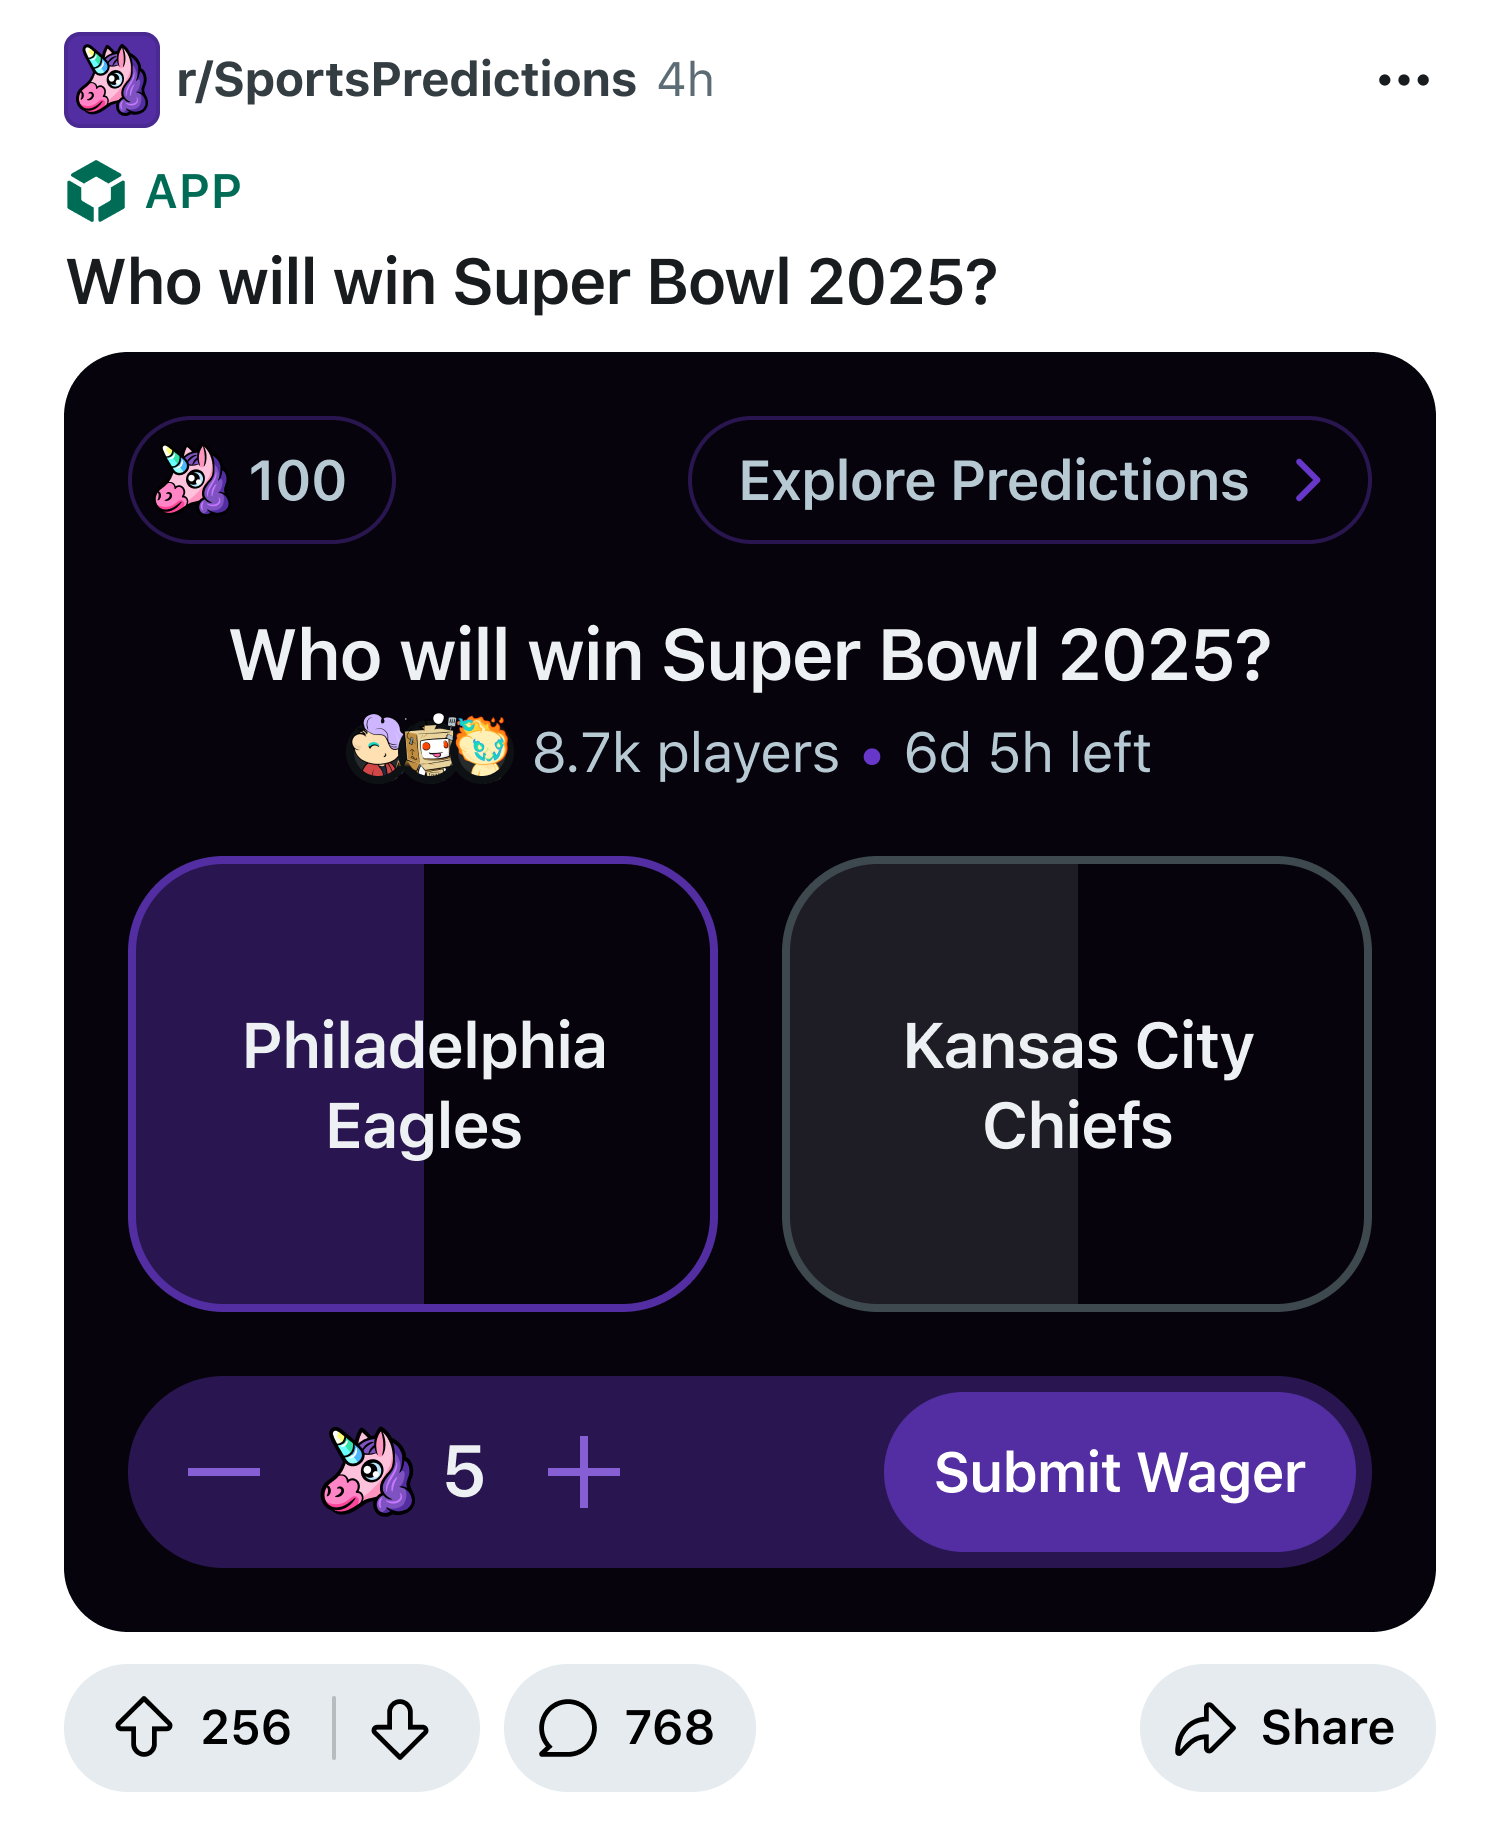 r/SportsPredictions 4h
APP
Who will win Super Bowl 2025?
100
Explore Predictions
Who will win Super Bowl 2025?
8.7k players • 6d 5h left
Philadelphia
Eagles
Kansas City
Chiefs
5
Submit Wager
256
768
Share